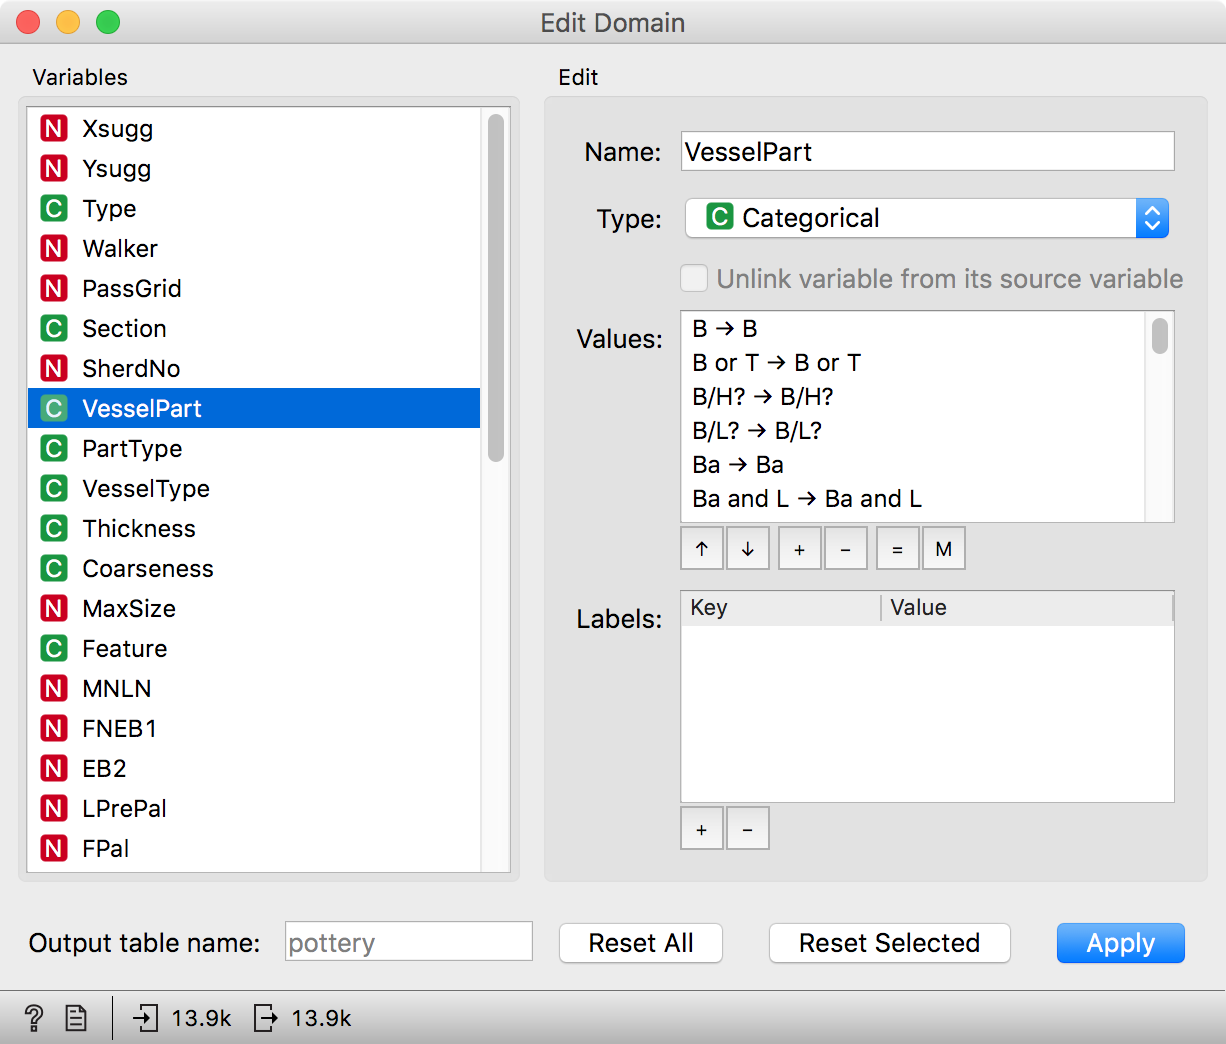 Edit Domain
Variables
N Xsugg
N Ysugg
C Type
N Walker
N PassGrid
C Section
N SherdNo
C VesselPart
C PartType
C VesselType
C Thickness
C Coarseness
N MaxSize
C Feature
N MNLN
N FNEB1
N EB2
N LPrePal
N FPal
Edit
Name: VesselPart
Type: C Categorical
Unlink variable from its source variable
Values:
B → B
B or T → B or T
B/H? → B/H?
B/L? → B/L?
Ba → Ba
Ba and L → Ba and L
↑ ↓ + - = M
Labels:
Key Value
+ -
Output table name: pottery Reset All Reset Selected Apply
? 13.9k 13.9k